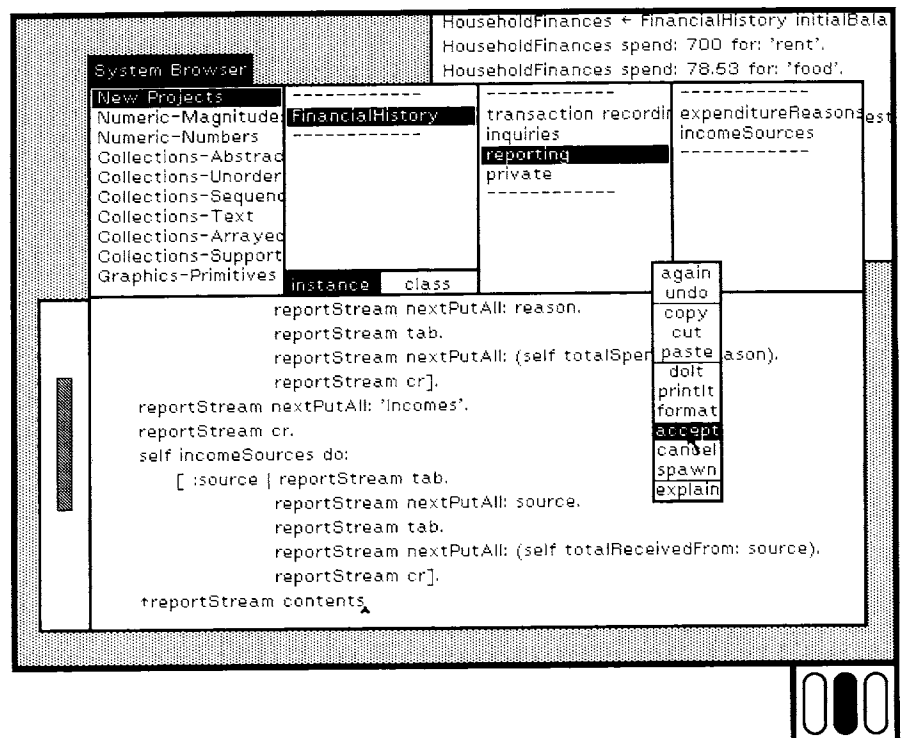 HouseholdFinances ← FinancialHistory initialBala
HouseholdFinances spend: 700 for: 'rent'.
HouseholdFinances spend: 78.53 for: 'food'.
System Browser
New Projects
Numeric-Magnitude
Numeric-Numbers
Collections-Abstrac
Collections-Unorder
Collections-Sequenc
Collections-Text
Collections-Arrayed
Collections-Support
Graphics-Primitives
------------
FinancialHistory
------------
instance class
------------
transaction recordin
inquiries
reporting
private
------------
------------
expenditureReasons
incomeSources
------------
est
again
undo
copy
cut
paste
doIt
printIt
format
accept
cancel
spawn
explain
reportStream nextPutAll: reason.
reportStream tab.
reportStream nextPutAll: (self totalSpen ason).
reportStream cr].
reportStream nextPutAll: 'Incomes'.
reportStream cr.
self incomeSources do:
[ :source | reportStream tab.
reportStream nextPutAll: source.
reportStream tab.
reportStream nextPutAll: (self totalReceivedFrom: source).
reportStream cr].
↑reportStream contents